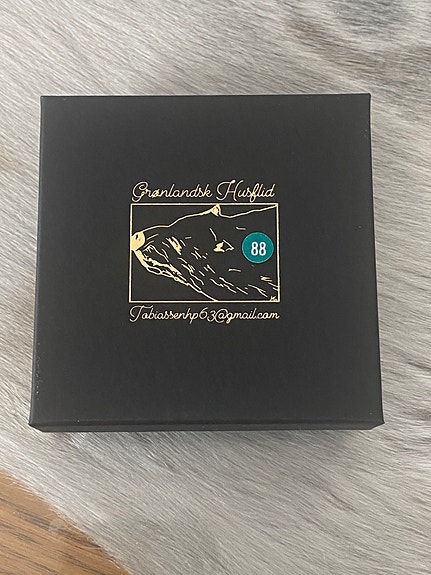 Grønlandsk Husflid
88
Tobiassenhp63@gmail.com